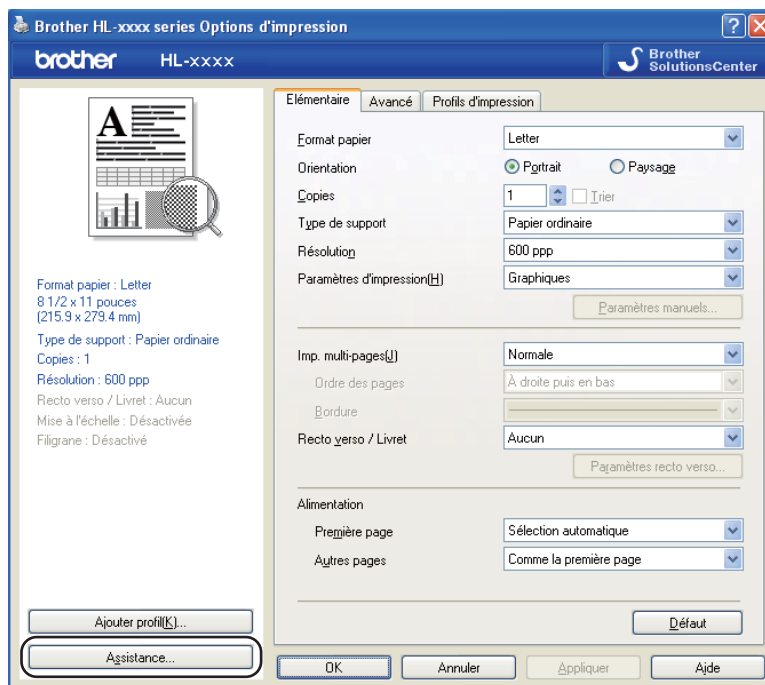 Brother HL-xxxx series Options d'impression
brother HL-xxxx
Brother
SolutionsCenter
A
Format papier : Letter
8 1/2 x 11 pouces
(215.9 x 279.4 mm)
Type de support : Papier ordinaire
Copies : 1
Résolution : 600 ppp
Recto verso / Livret : Aucun
Mise à l'échelle : Désactivée
Filigrane : Désactivé
Ajouter profil(K)...
Assistance...
Elémentaire Avancé Profils d'impression
Format papier Letter
Orientation Portrait Paysage
Copies 1 Trier
Type de support Papier ordinaire
Résolution 600 ppp
Paramètres d'impression(H) Graphiques
Paramètres manuels...
Imp. multi-pages(J) Normale
Ordre des pages À droite puis en bas
Bordure
Recto verso / Livret Aucun
Paramètres recto verso...
Alimentation
Première page Sélection automatique
Autres pages Comme la première page
Défaut
OK Annuler Appliquer Aide